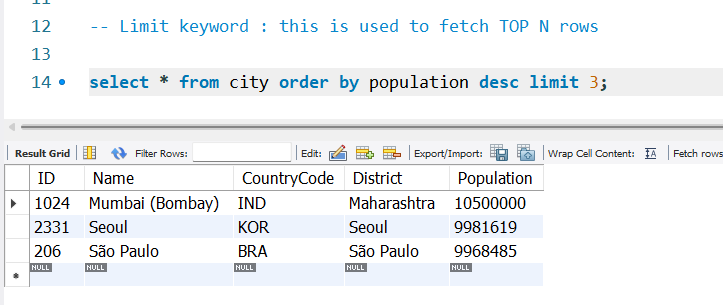 12 -- Limit keyword : this is used to fetch TOP N rows
13
14 select * from city order by population desc limit 3;
Result Grid Filter Rows: Edit: Export/Import: Wrap Cell Content: IA Fetch rows
ID Name CountryCode District Population
1024 Mumbai (Bombay) IND Maharashtra 10500000
2331 Seoul KOR Seoul 9981619
206 São Paulo BRA São Paulo 9968485
NULL NULL NULL NULL NULL